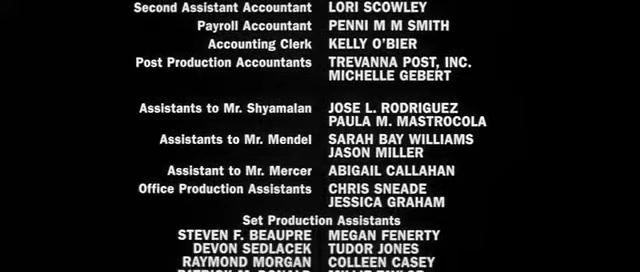 Second Assistant Accountant LORI SCOWLEY
Payroll Accountant PENNI M M SMITH
Accounting Clerk KELLY O'BIER
Post Production Accountants TREVANNA POST, INC.
MICHELLE GEBERT
Assistants to Mr. Shyamalan JOSE L. RODRIGUEZ
PAULA M. MASTROCOLA
Assistants to Mr. Mendel SARAH BAY WILLIAMS
JASON MILLER
Assistant to Mr. Mercer ABIGAIL CALLAHAN
Office Production Assistants CHRIS SNEADE
JESSICA GRAHAM
Set Production Assistants
STEVEN F. BEAUPRE MEGAN FENERTY
DEVON SEDLACEK TUDOR JONES
RAYMOND MORGAN COLLEEN CASEY